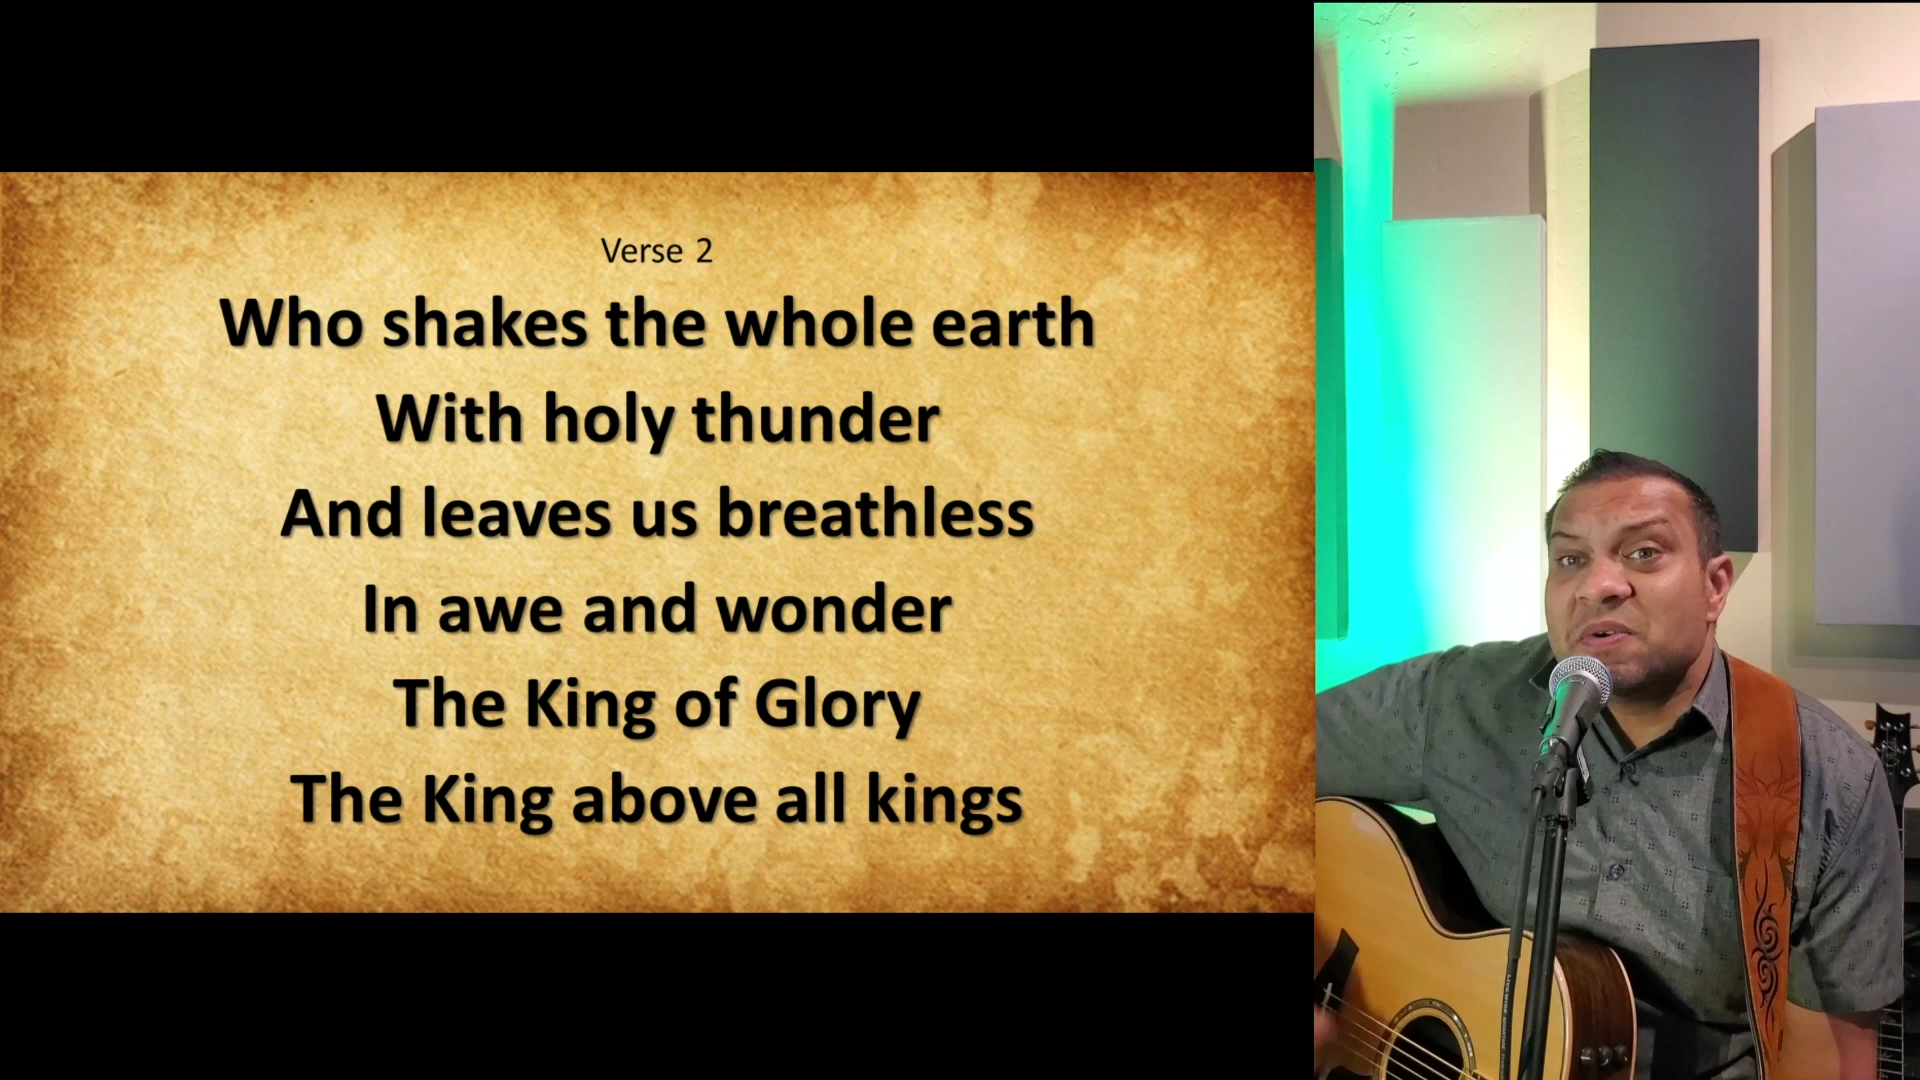 Verse 2
Who shakes the whole earth
With holy thunder
And leaves us breathless
In awe and wonder
The King of Glory
The King above all kings